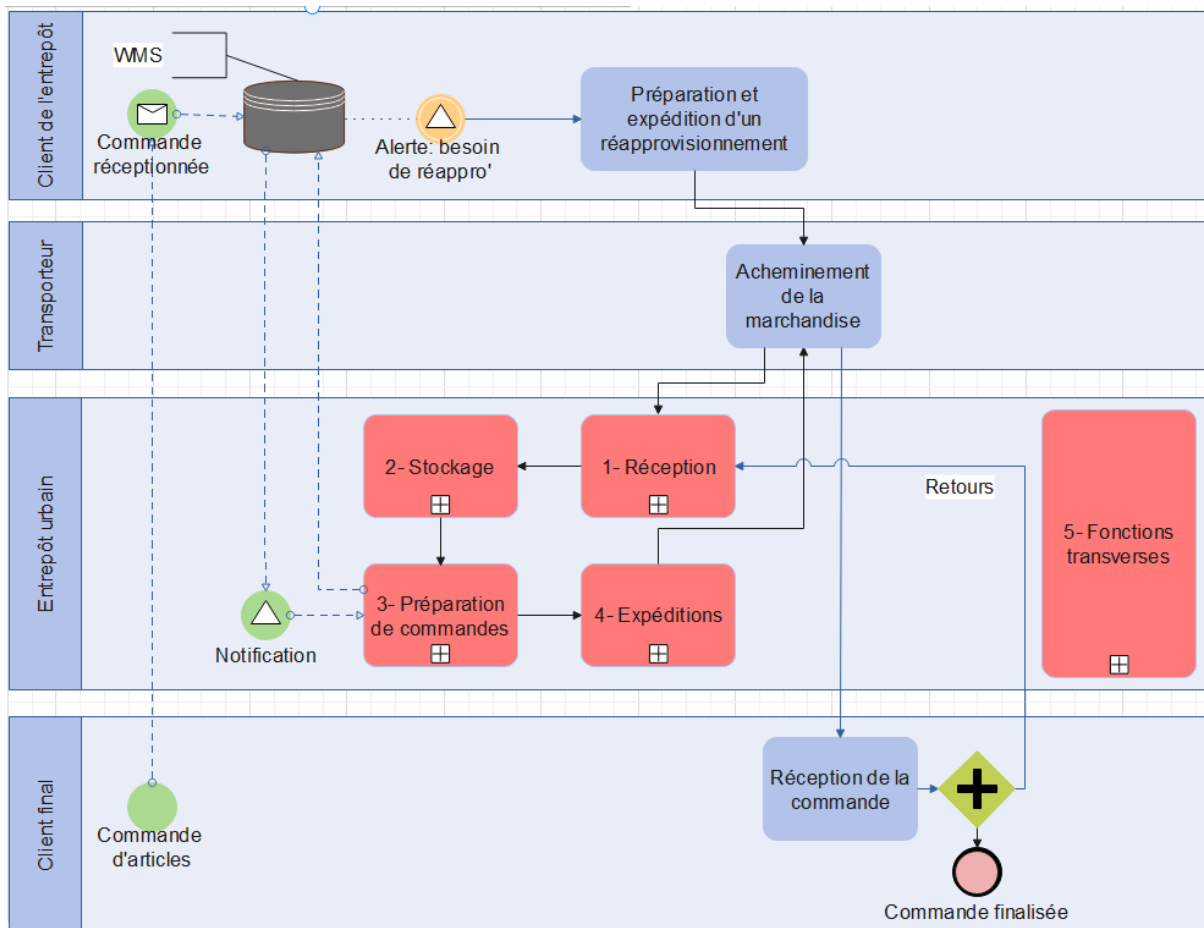 Client de l'entrepôt
WMS
Commande
réceptionnée
Alerte: besoin
de réappro'
Préparation et
expédition d'un
réapprovisionnement
Transporteur
Acheminement
de la
marchandise
Entrepôt urbain
2- Stockage
1- Réception
Retours
5- Fonctions
transverses
3- Préparation
de commandes
4- Expéditions
Notification
Client final
Commande
d'articles
Réception de la
commande
Commande finalisée